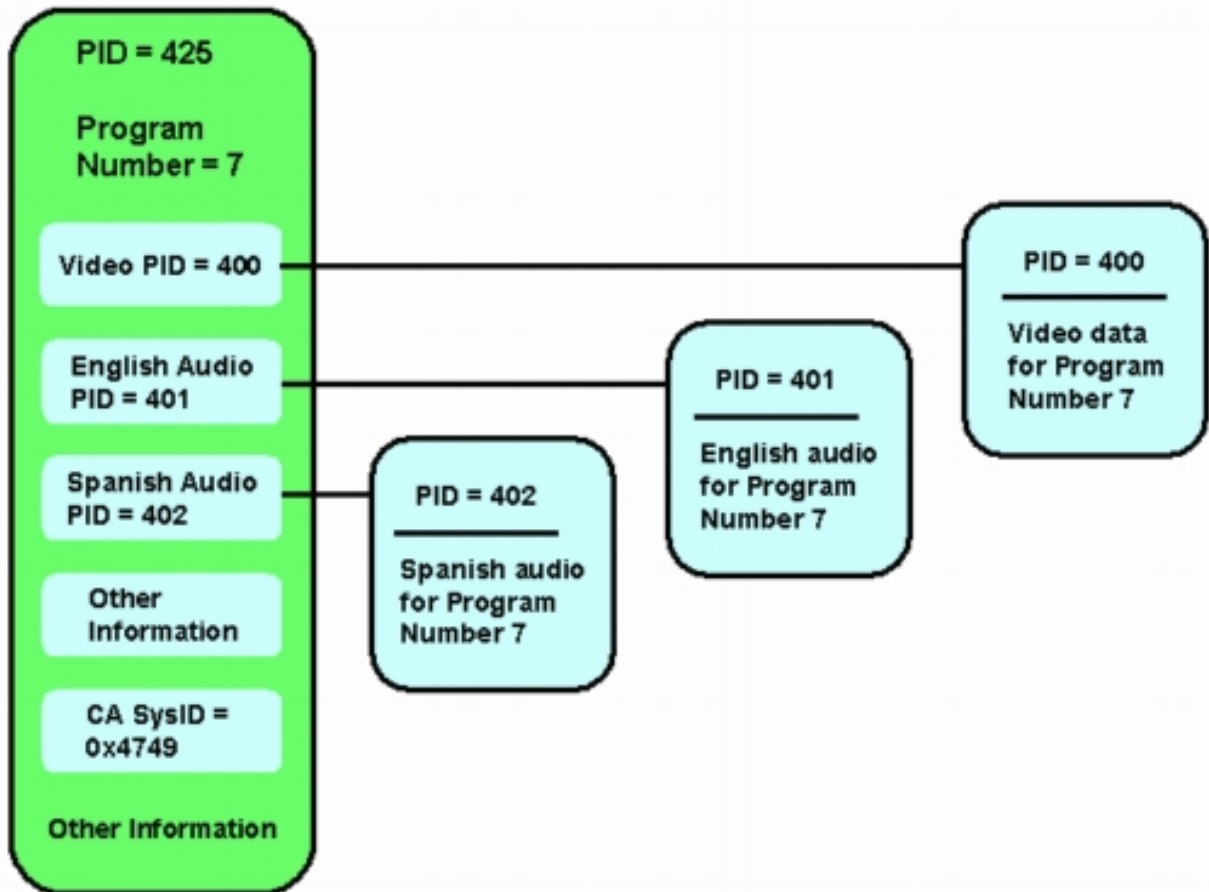 PID = 425
Program
Number = 7
Video PID = 400
English Audio
PID = 401
Spanish Audio
PID = 402
Other
Information
CA SysID =
0x4749
Other Information
PID = 402
Spanish audio
for Program
Number 7
PID = 401
English audio
for Program
Number 7
PID = 400
Video data
for Program
Number 7